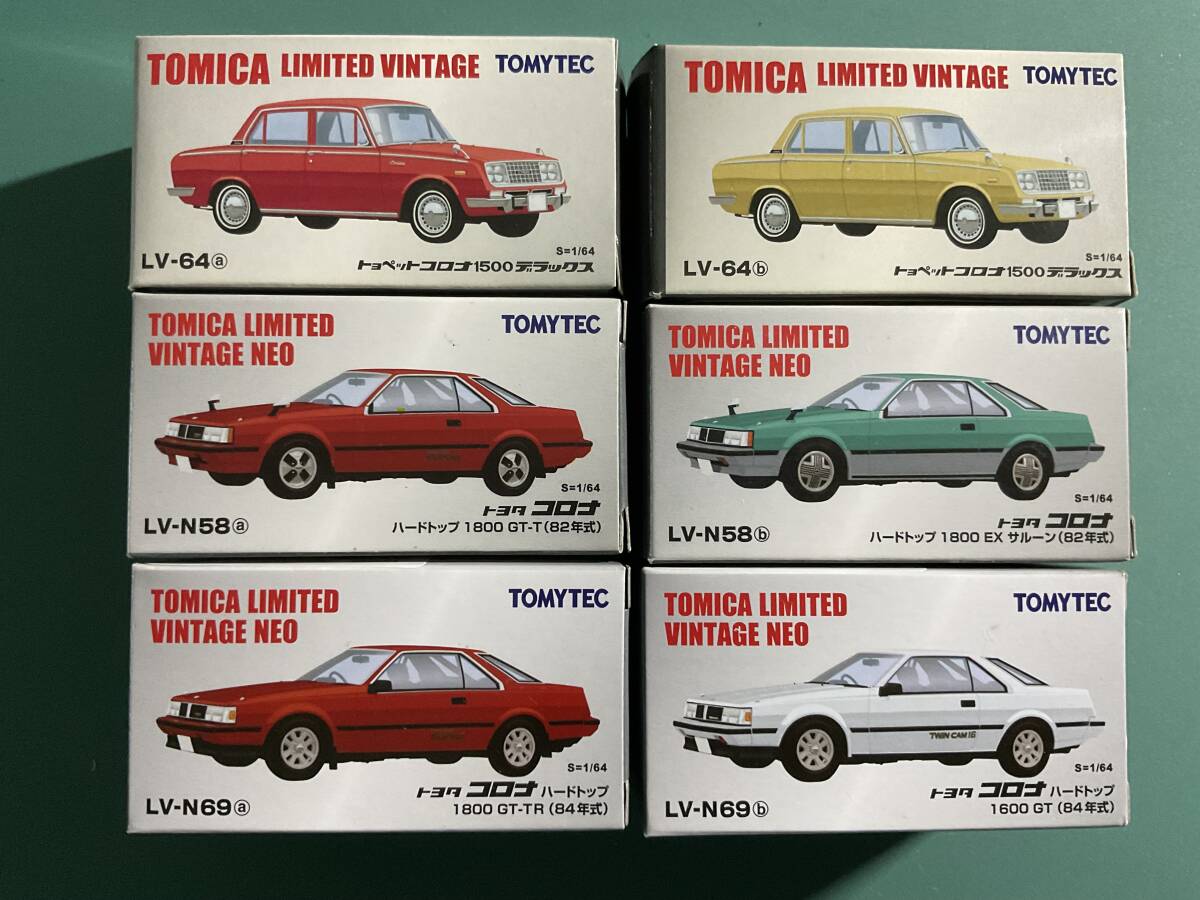 TOMICA LIMITED VINTAGE TOMYTEC
S=1/64
LV-64ⓐ トヨペットコロナ1500デラックス
TOMICA LIMITED VINTAGE TOMYTEC
S=1/64
LV-64ⓑ トヨペットコロナ1500デラックス
TOMICA LIMITED TOMYTEC
VINTAGE NEO
S=1/64
トヨタ コロナ
LV-N58ⓐ ハードトップ 1800 GT-T(82年式)
TOMICA LIMITED TOMYTEC
VINTAGE NEO
S=1/64
トヨタ コロナ
LV-N58ⓑ ハードトップ 1800 EX サルーン(82年式)
TOMICA LIMITED TOMYTEC
VINTAGE NEO
S=1/64
トヨタ コロナ ハードトップ
LV-N69ⓐ 1800 GT-TR(84年式)
TOMICA LIMITED TOMYTEC
VINTAGE NEO
TWIN CAM 16
S=1/64
トヨタ コロナ ハードトップ
LV-N69ⓑ 1600 GT(84年式)